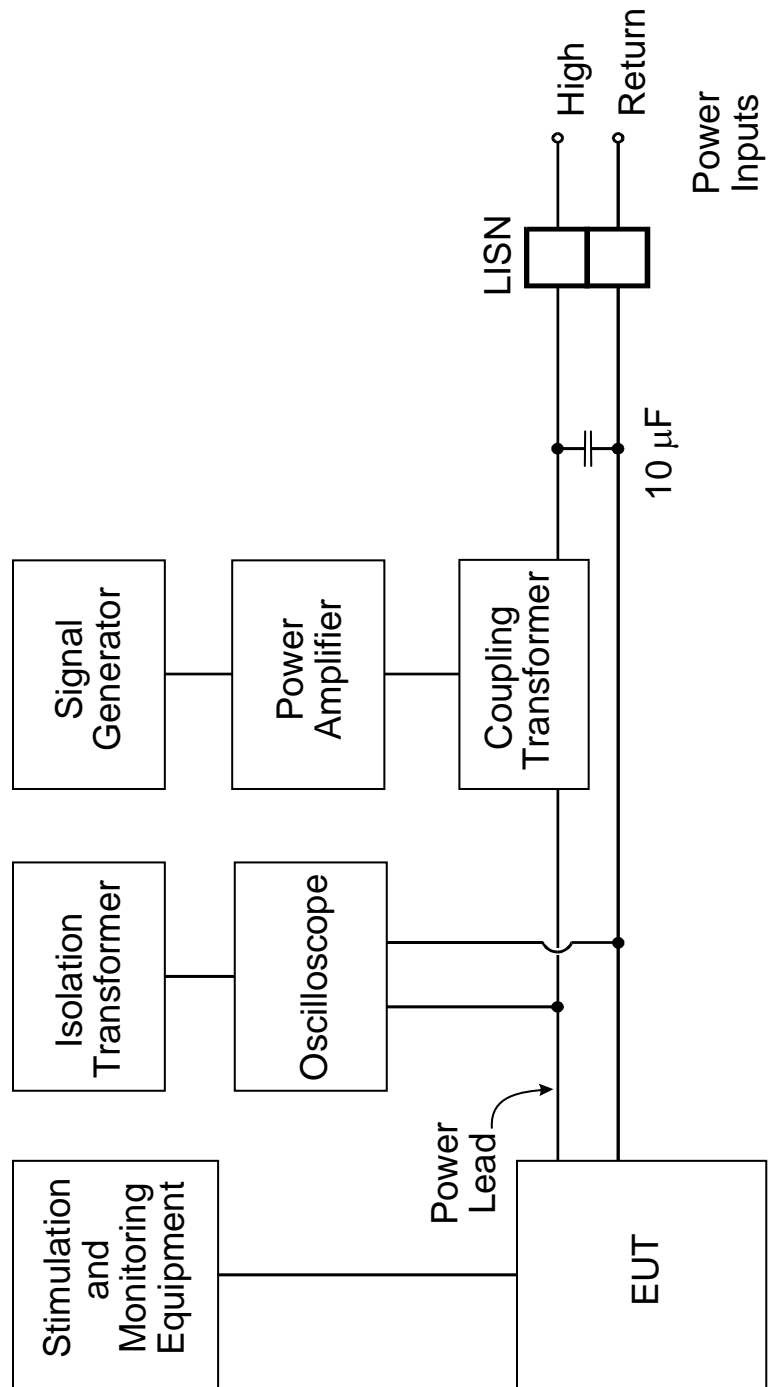 Stimulation
and
Monitoring
Equipment
Isolation
Transformer
Signal
Generator
Oscilloscope
Power
Amplifier
Power
Lead
Coupling
Transformer
LISN
High
Return
EUT
10 μF
Power
Inputs